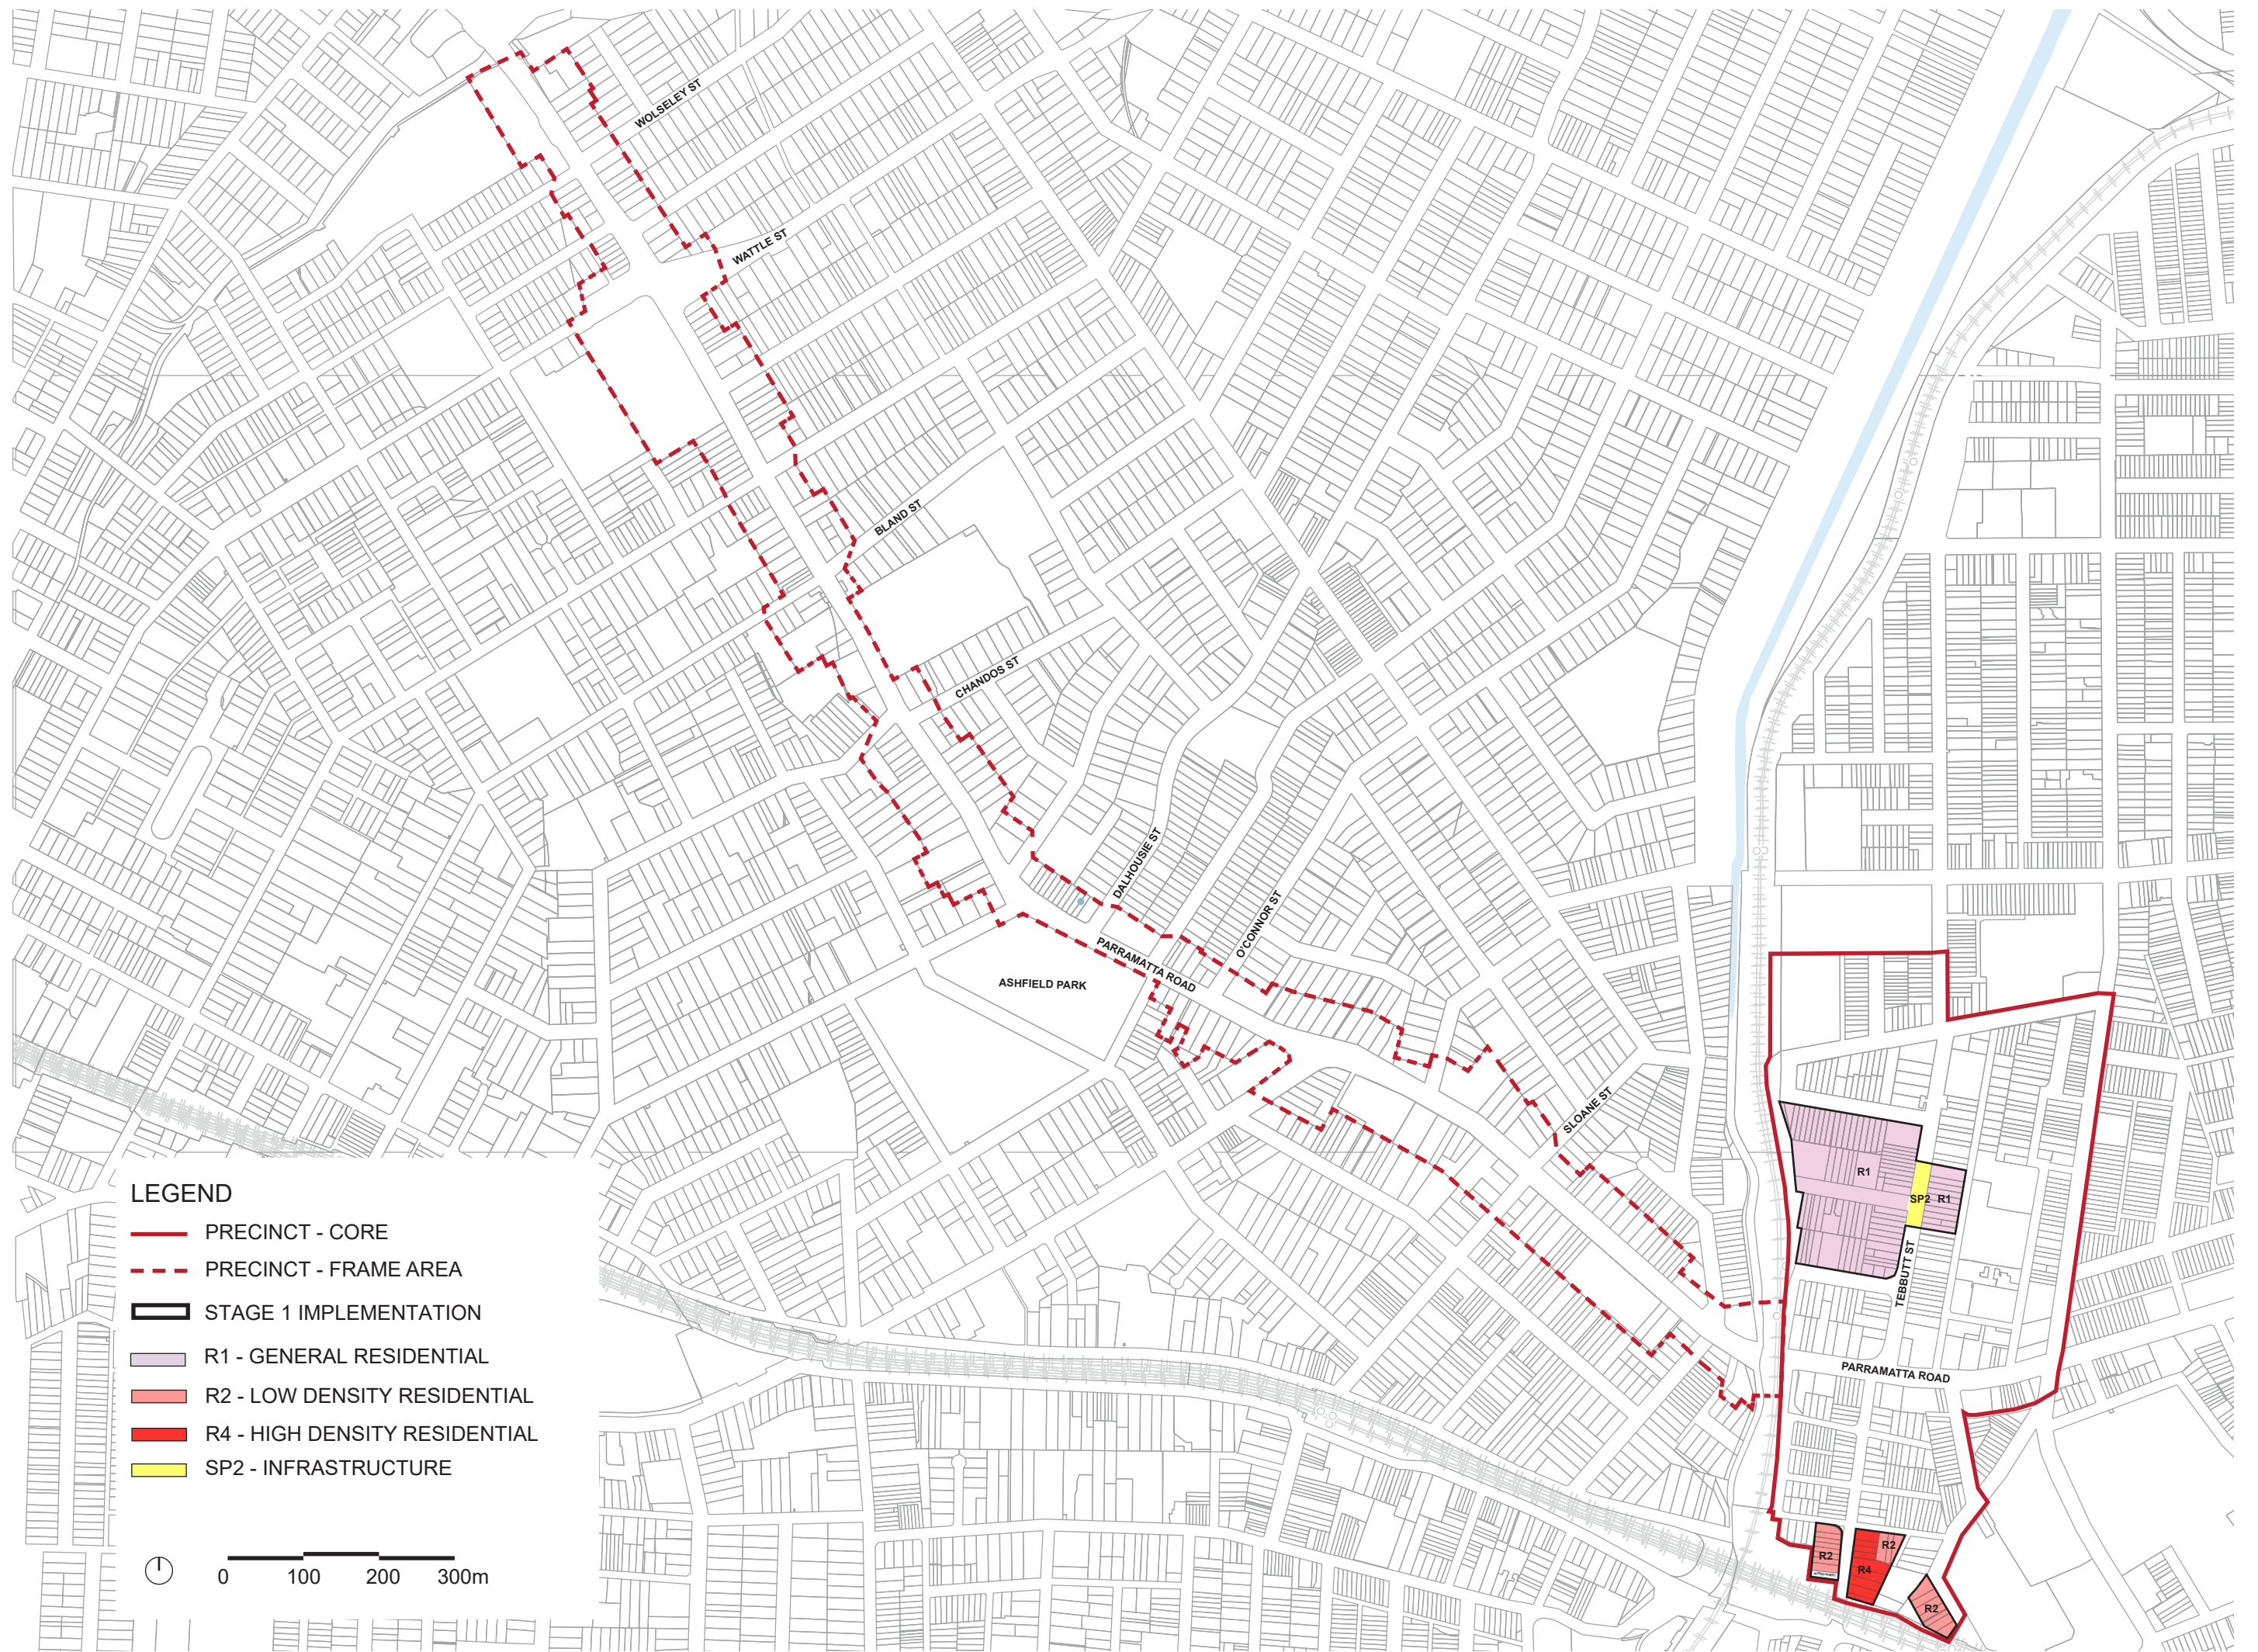 WOLSELEY ST
WATTLE ST
BLAND ST
CHANDOS ST
DALHOUSIE ST
O'CONNOR ST
PARRAMATTA ROAD
ASHFIELD PARK
SLOANE ST
R1
SP2 R1
TEBBUTT ST
PARRAMATTA ROAD
R2
R2
R4
R2
LEGEND
PRECINCT - CORE
PRECINCT - FRAME AREA
STAGE 1 IMPLEMENTATION
R1 - GENERAL RESIDENTIAL
R2 - LOW DENSITY RESIDENTIAL
R4 - HIGH DENSITY RESIDENTIAL
SP2 - INFRASTRUCTURE
0 100 200 300m